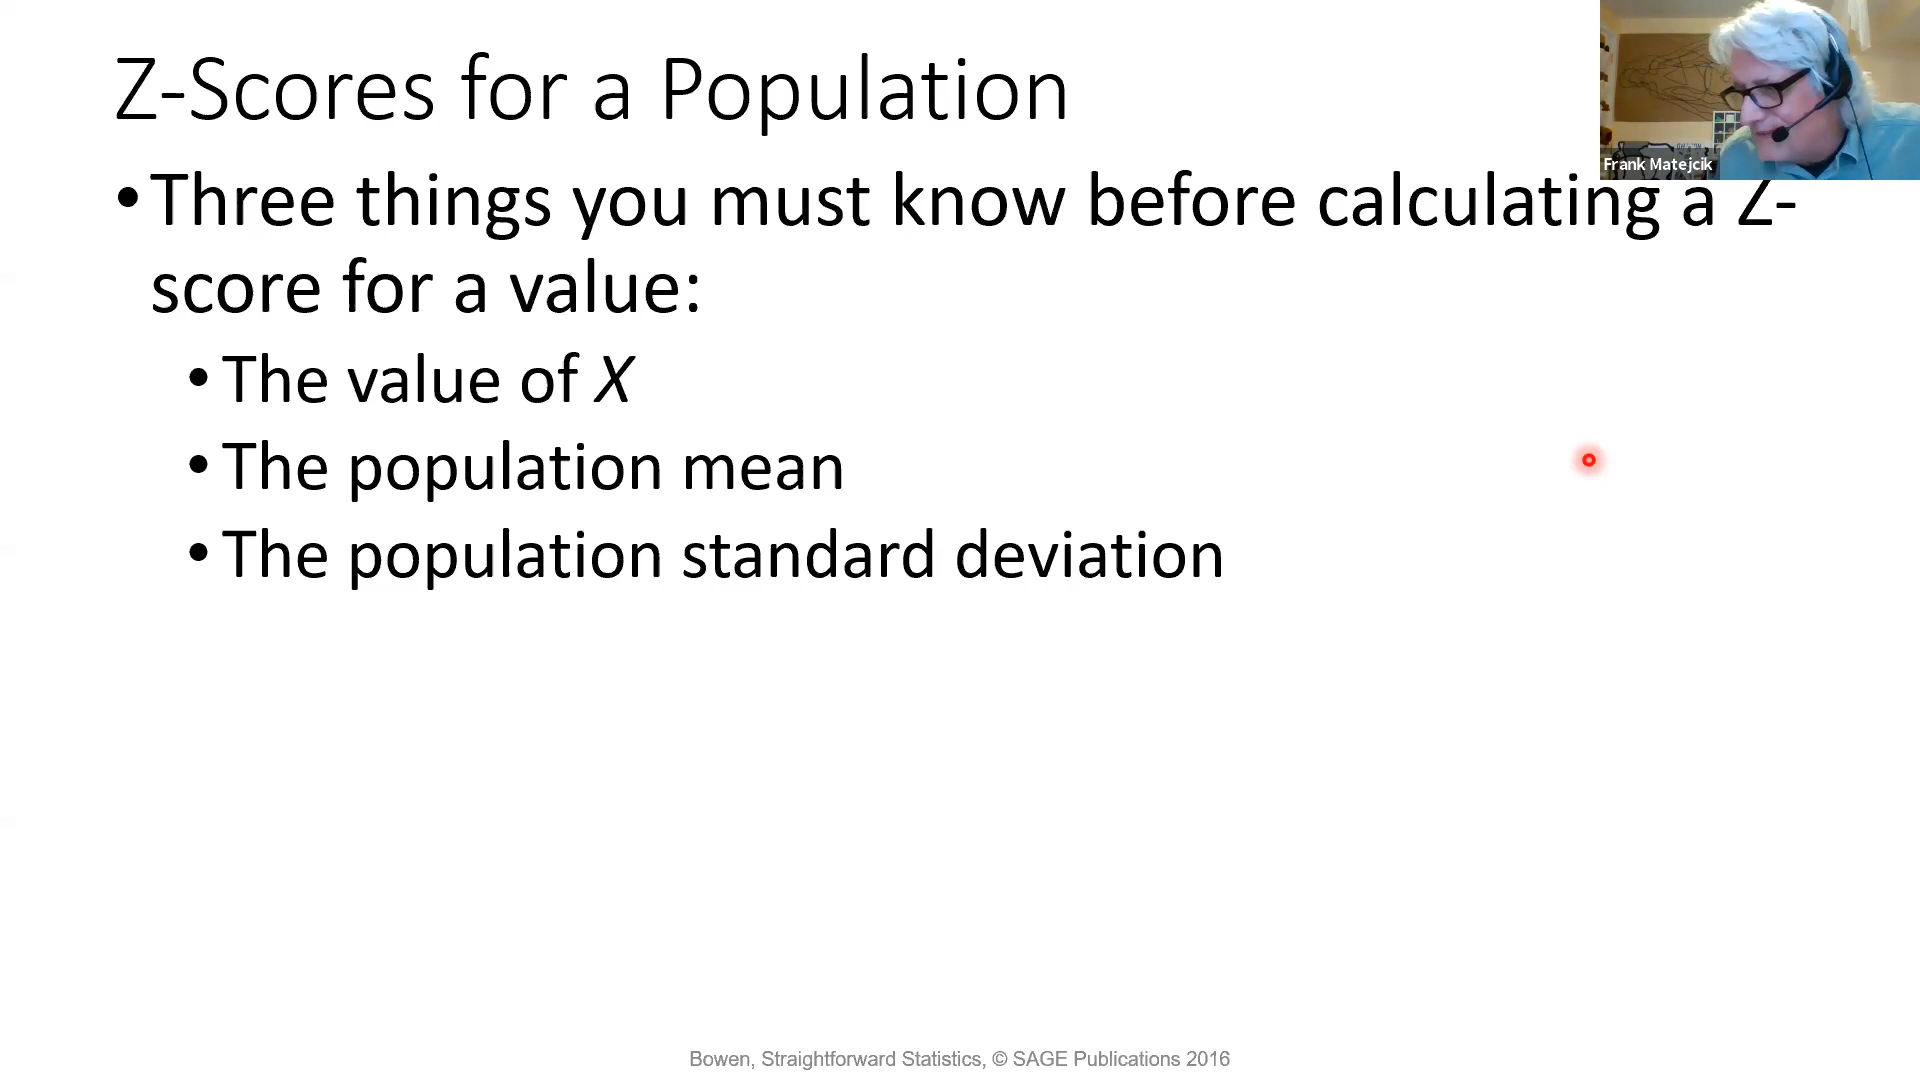 Z-Scores for a Population
Frank Matejcik
• Three things you must know before calculating a Z-
score for a value:
• The value of X
• The population mean
• The population standard deviation
Bowen, Straightforward Statistics, © SAGE Publications 2016